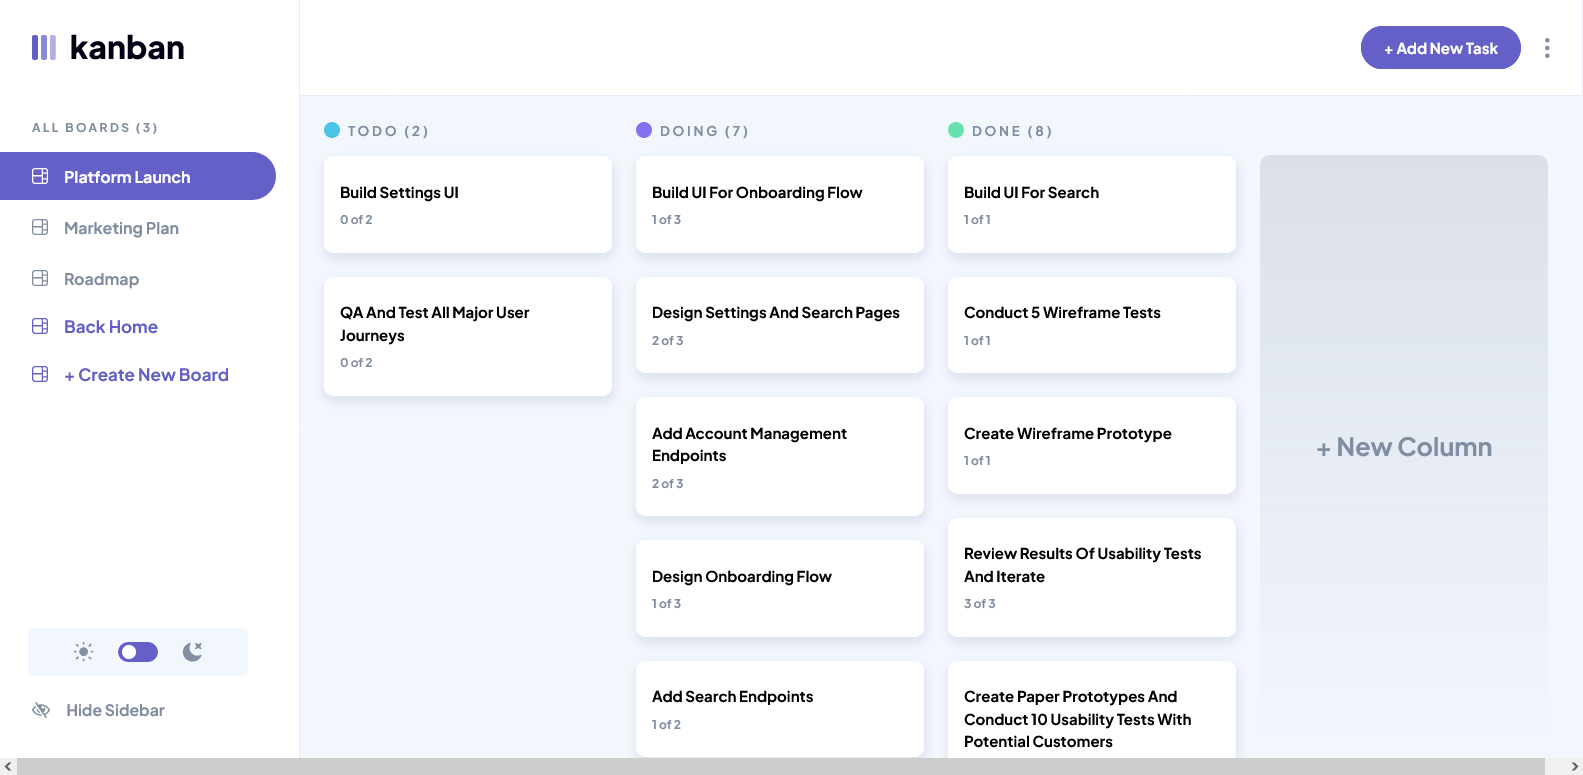 kanban
+ Add New Task
ALL BOARDS (3)
Platform Launch
Marketing Plan
Roadmap
Back Home
+ Create New Board
Hide Sidebar
TODO (2)
Build Settings UI
0 of 2
QA And Test All Major User
Journeys
0 of 2
DOING (7)
Build UI For Onboarding Flow
1 of 3
Design Settings And Search Pages
2 of 3
Add Account Management
Endpoints
2 of 3
Design Onboarding Flow
1 of 3
Add Search Endpoints
1 of 2
DONE (8)
Build UI For Search
1 of 1
Conduct 5 Wireframe Tests
1 of 1
Create Wireframe Prototype
1 of 1
Review Results Of Usability Tests
And Iterate
3 of 3
Create Paper Prototypes And
Conduct 10 Usability Tests With
Potential Customers
+ New Column